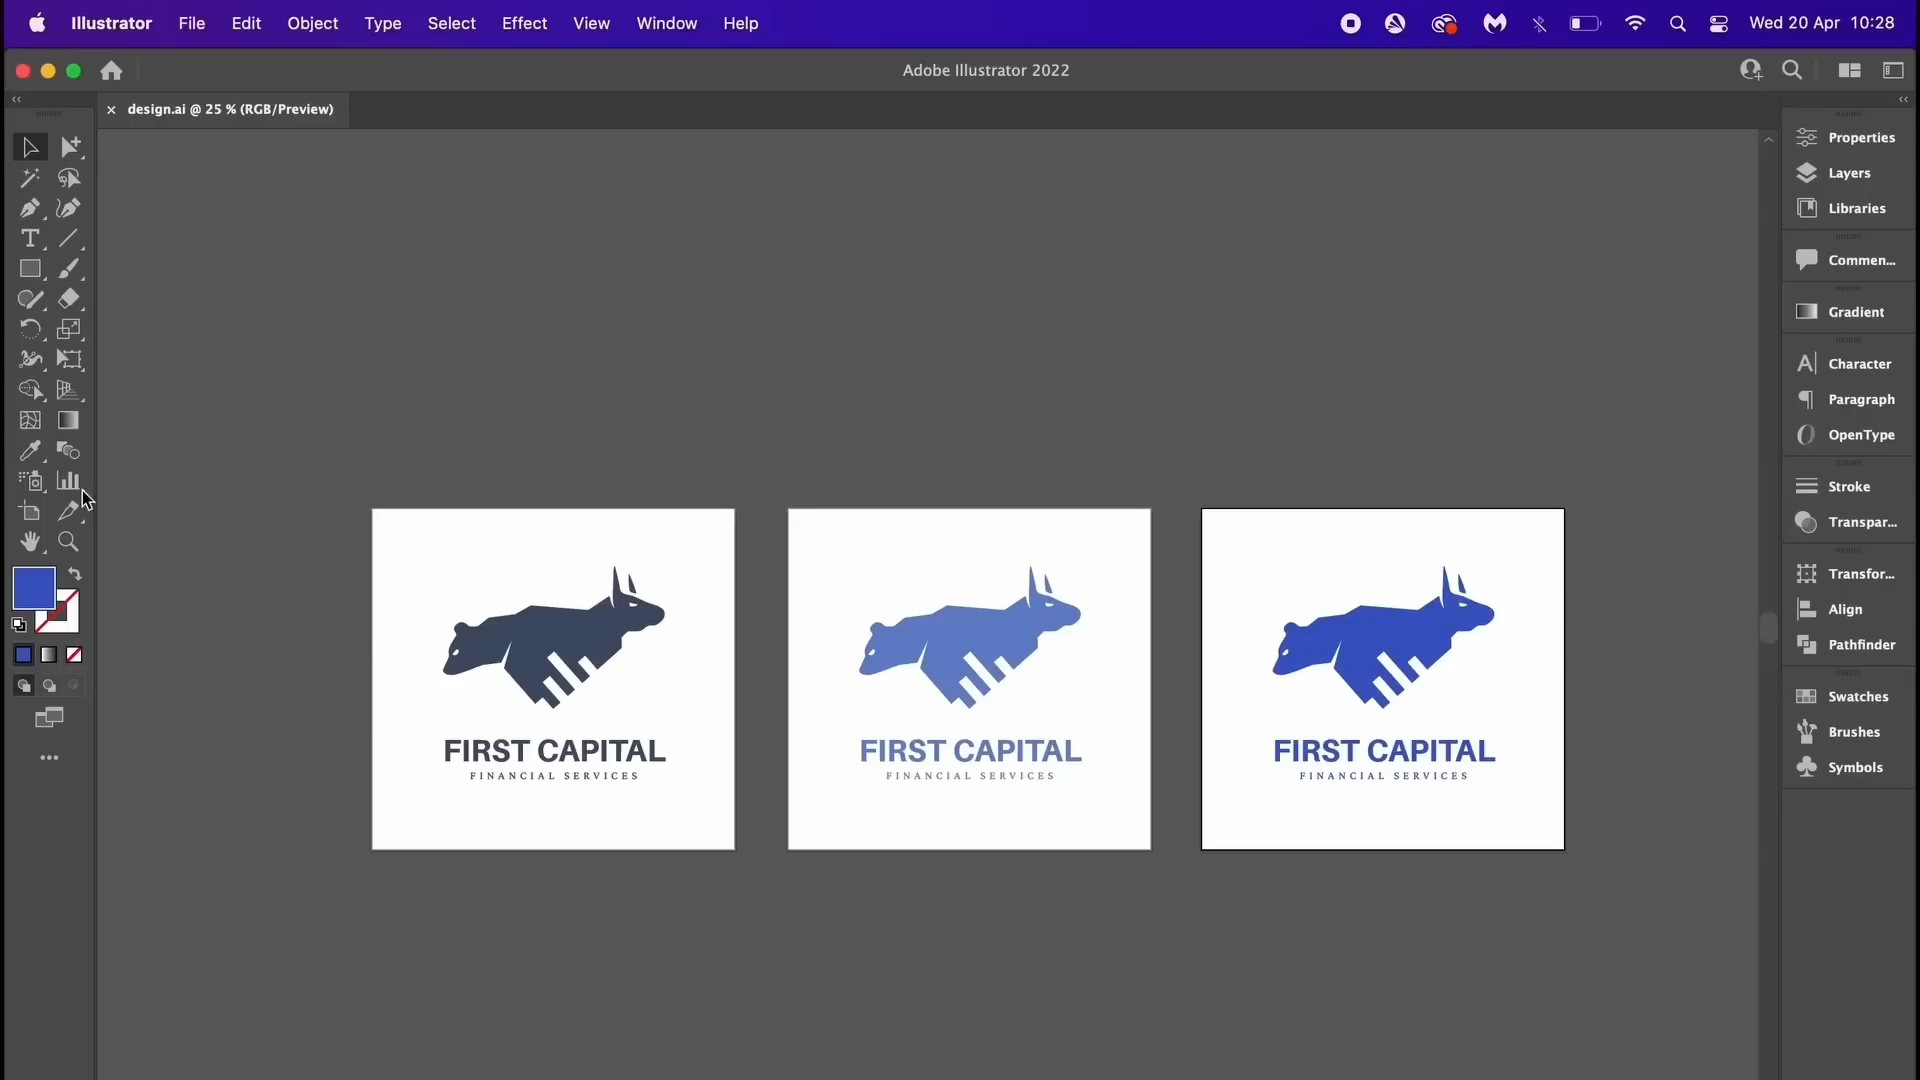 Illustrator File Edit Object Type Select Effect View Window Help
Wed 20 Apr 10:28
Adobe Illustrator 2022
design.ai @ 25 % (RGB/Preview)
Properties
Layers
Libraries
Commen...
Gradient
Character
Paragraph
OpenType
Stroke
Transpar...
Transfor...
Align
Pathfinder
Swatches
Brushes
Symbols
FIRST CAPITAL
FINANCIAL SERVICES
FIRST CAPITAL
FINANCIAL SERVICES
FIRST CAPITAL
FINANCIAL SERVICES